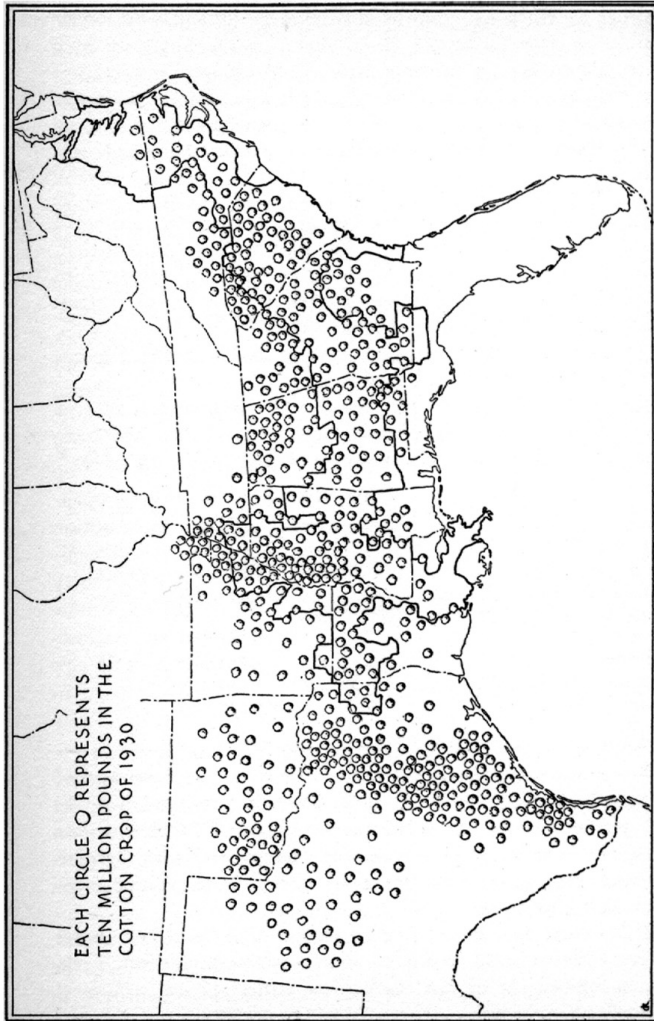 EACH CIRCLE O REPRESENTS
TEN MILLION POUNDS IN THE
COTTON CROP OF 1930